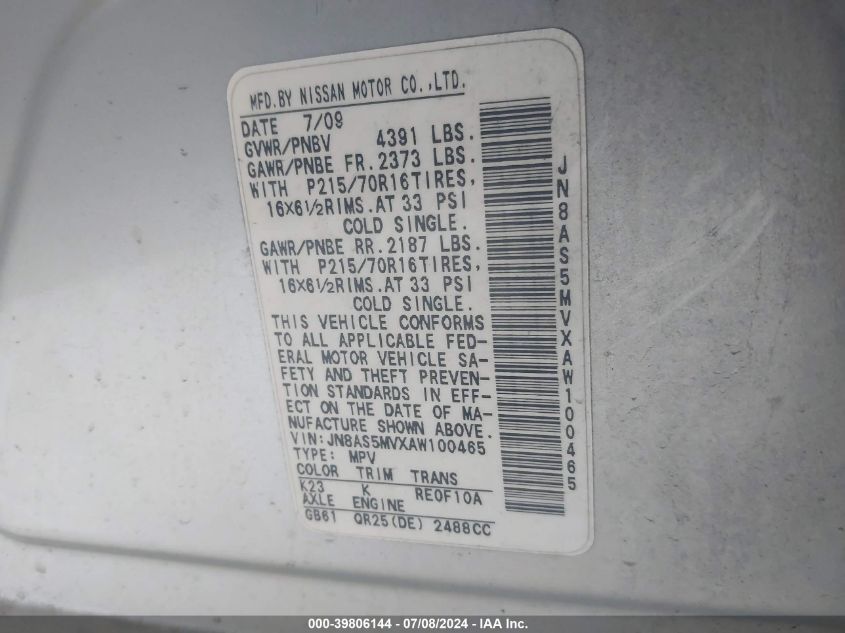 MFD.BY NISSAN MOTOR CO.,LTD.
DATE 7/09
GVWR/PNBV 4391 LBS.
GAWR/PNBE FR.2373 LBS.
WITH P215/70R16TIRES,
16X6½RIMS.AT 33 PSI
COLD SINGLE.
GAWR/PNBE RR.2187 LBS.
WITH P215/70R16TIRES,
16X6½RIMS.AT 33 PSI
COLD SINGLE.
THIS VEHICLE CONFORMS
TO ALL APPLICABLE FED-
ERAL MOTOR VEHICLE SA-
FETY AND THEFT PREVEN-
TION STANDARDS IN EFF-
ECT ON THE DATE OF MA-
NUFACTURE SHOWN ABOVE.
VIN:JN8AS5MVXAW100465
TYPE: MPV
COLOR TRIM TRANS
K23 K RE0F10A
AXLE ENGINE
GB61 QR25(DE) 2488CC
JN8AS5MVXAW100465
000-39806144 - 07/08/2024 - IAA Inc.